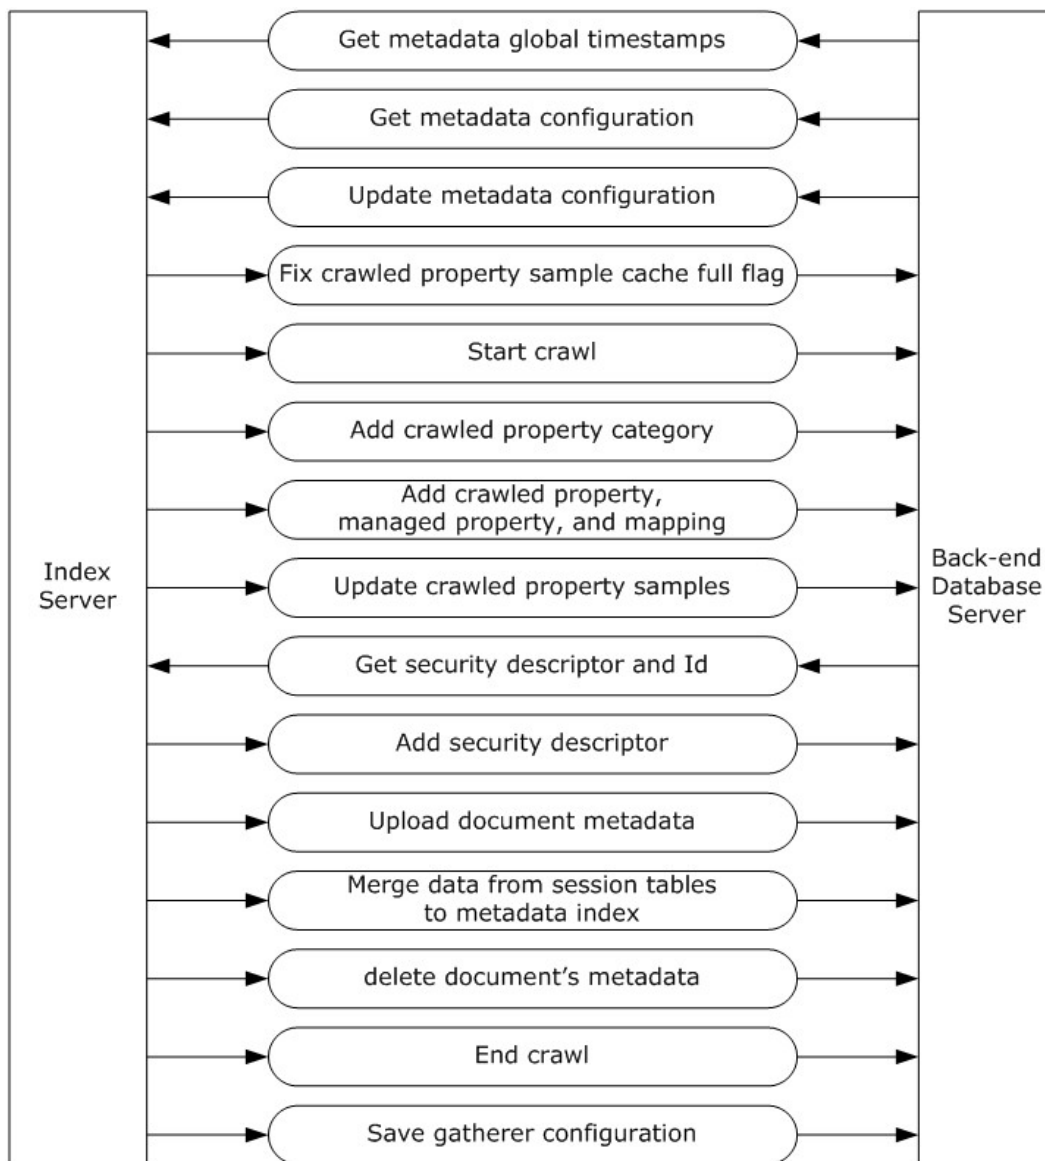 Get metadata global timestamps
Get metadata configuration
Update metadata configuration
Fix crawled property sample cache full flag
Start crawl
Add crawled property category
Add crawled property,
managed property, and mapping
Index
Server
Update crawled property samples
Back-end
Database
Server
Get security descriptor and Id
Add security descriptor
Upload document metadata
Merge data from session tables
to metadata index
delete document’s metadata
End crawl
Save gatherer configuration